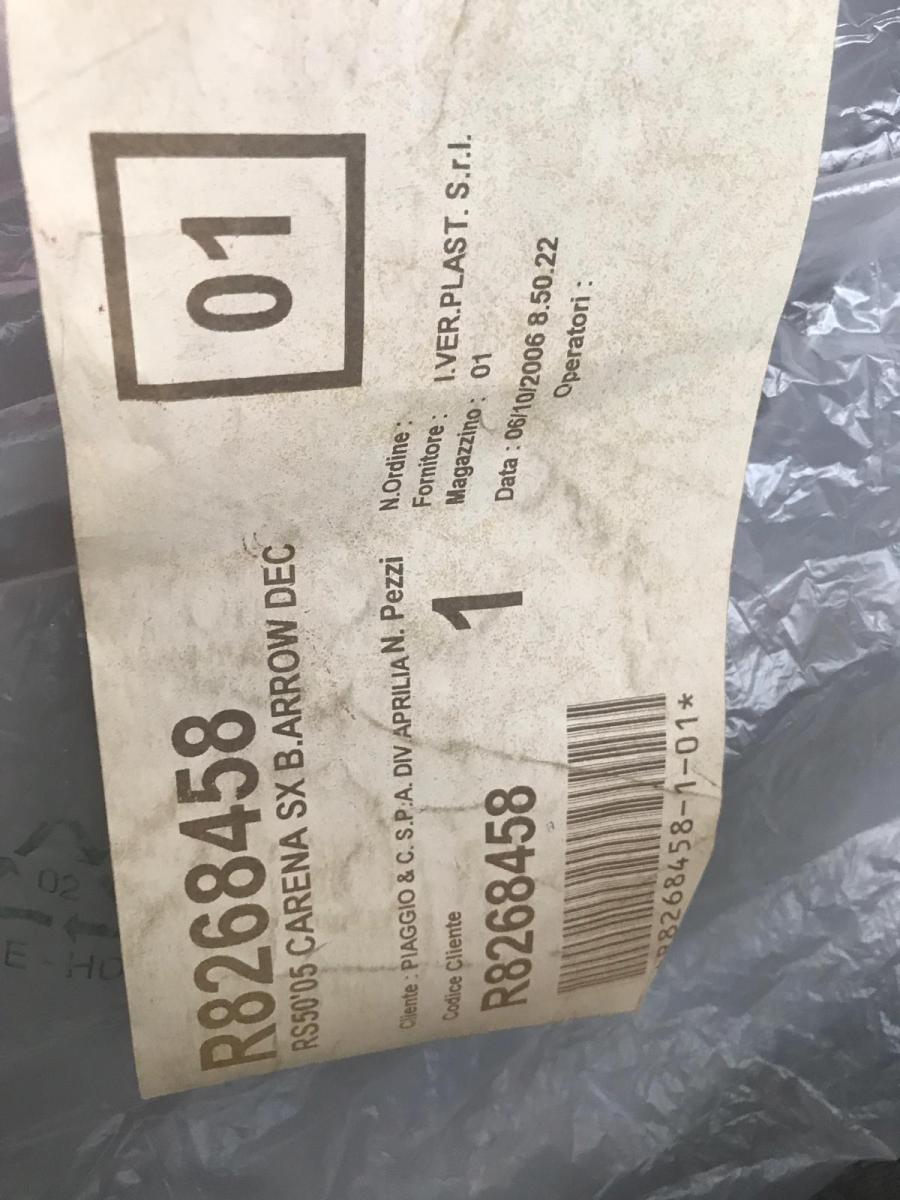 R8268458
RS50'05 CARENA SX B.ARROW DEC
01
Cliente : PIAGGIO & C. S.P.A. DIV APRILIA
N. Pezzi
1
N.Ordine :
Fornitore : I.VER.PLAST. S.r.l.
Magazzino : 01
Data : 06/10/2006 8.50.22
Operatori :
Codice Cliente
R8268458
R8268458-1-01*
02